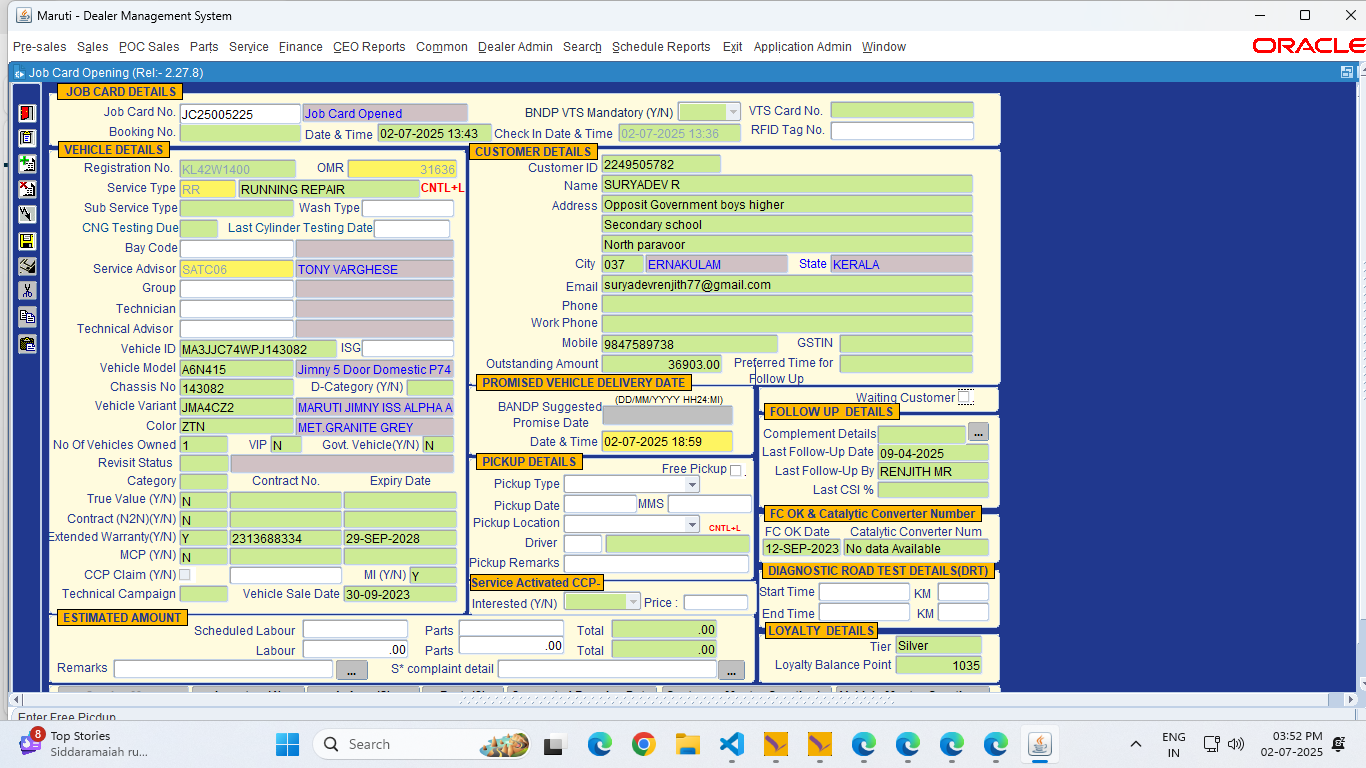 Maruti - Dealer Management System
Pre-sales Sales POC Sales Parts Service Finance CEO Reports Common Dealer Admin Search Schedule Reports Exit Application Admin Window
ORACLE
Job Card Opening (Rel:- 2.27.8)
JOB CARD DETAILS
Job Card No. JC25005225 Job Card Opened BNDP VTS Mandatory (Y/N) VTS Card No.
Booking No. Date & Time 02-07-2025 13:43 Check In Date & Time 02-07-2025 13:36 RFID Tag No.
VEHICLE DETAILS
Registration No. KL42W1400 OMR 31636
Service Type RR RUNNING REPAIR CNTL+L
Sub Service Type Wash Type
CNG Testing Due Last Cylinder Testing Date
Bay Code
Service Advisor SATC06 TONY VARGHESE
Group
Technician
Technical Advisor
Vehicle ID MA3JJC74WPJ143082 ISG
Vehicle Model A6N415 Jimny 5 Door Domestic P74
Chassis No 143082 D-Category (Y/N)
Vehicle Variant JMA4CZ2 MARUTI JIMNY ISS ALPHA A
Color ZTN MET.GRANITE GREY
No Of Vehicles Owned 1 VIP N Govt. Vehicle(Y/N) N
Revisit Status
Category Contract No. Expiry Date
True Value (Y/N) N
Contract (N2N)(Y/N) N
Extended Warranty(Y/N) Y 2313688334 29-SEP-2028
MCP (Y/N) N
CCP Claim (Y/N) MI (Y/N) Y
Technical Campaign Vehicle Sale Date 30-09-2023
CUSTOMER DETAILS
Customer ID 2249505782
Name SURYADEV R
Address Opposit Government boys higher
Secondary school
North paravoor
City 037 ERNAKULAM State KERALA
Email suryadevrenjith77@gmail.com
Phone
Work Phone
Mobile 9847589738 GSTIN
Outstanding Amount 36903.00 Preferred Time for
Follow Up
PROMISED VEHICLE DELIVERY DATE
(DD/MM/YYYY HH24:MI)
BANDP Suggested
Promise Date
Date & Time 02-07-2025 18:59
PICKUP DETAILS
Free Pickup .
Pickup Type
Pickup Date MMS
Pickup Location CNTL+L
Driver
Pickup Remarks
Service Activated CCP-
Interested (Y/N) Price :
Waiting Customer
FOLLOW UP DETAILS
Complement Details ...
Last Follow-Up Date 09-04-2025
Last Follow-Up By RENJITH MR
Last CSI %
FC OK & Catalytic Converter Number
FC OK Date Catalytic Converter Num
12-SEP-2023 No data Available
DIAGNOSTIC ROAD TEST DETAILS(DRT)
Start Time KM
End Time KM
LOYALTY DETAILS
Tier Silver
Loyalty Balance Point 1035
ESTIMATED AMOUNT
Scheduled Labour Parts Total .00
Labour .00 Parts .00 Total .00
Remarks ... S* complaint detail ...
Enter Free Picdup
8
Top Stories
Siddaramaiah ru...
Search
ENG
IN
03:52 PM
02-07-2025